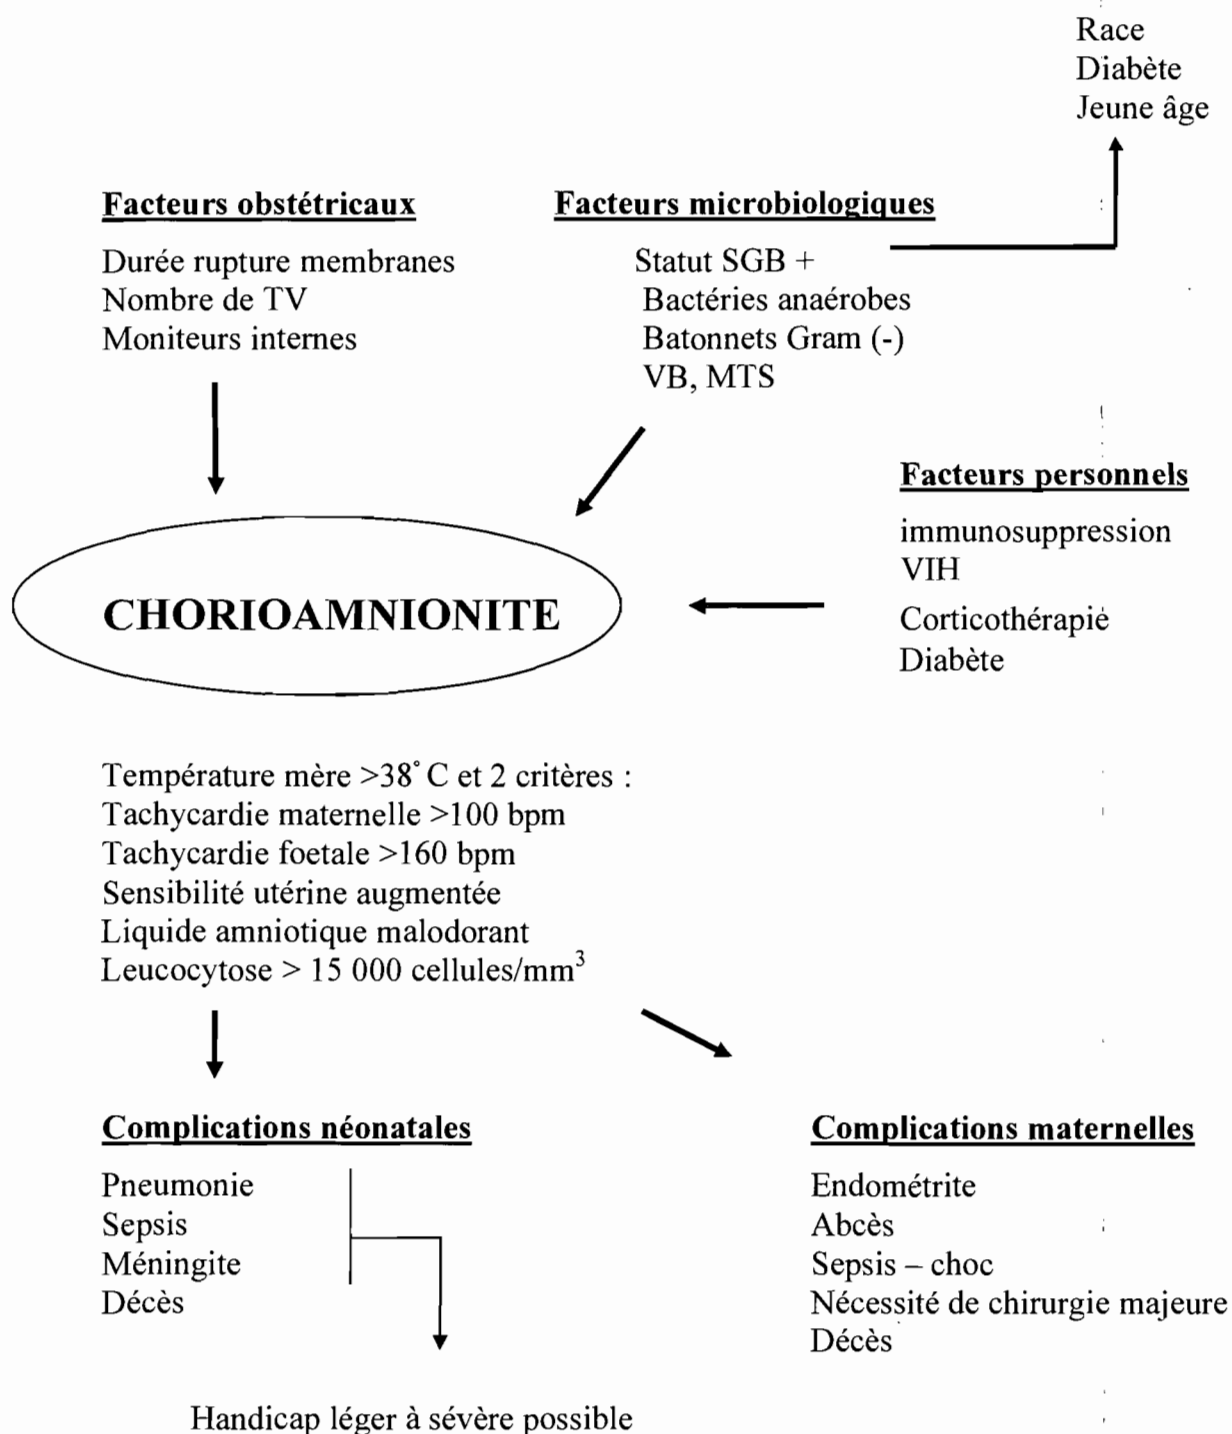 Race
Diabète
Jeune âge
Facteurs obstétricaux
Durée rupture membranes
Nombre de TV
Moniteurs internes
Facteurs microbiologiques
Statut SGB +
Bactéries anaérobes
Batonnets Gram (-)
VB, MTS
Facteurs personnels
immunosuppression
VIH
Corticothérapie
Diabète
CHORIOAMNIONITE
Température mère >38° C et 2 critères :
Tachycardie maternelle >100 bpm
Tachycardie foetale >160 bpm
Sensibilité utérine augmentée
Liquide amniotique malodorant
Leucocytose > 15 000 cellules/mm³
Complications néonatales
Pneumonie
Sepsis
Méningite
Décès
Handicap léger à sévère possible
Complications maternelles
Endométrite
Abcès
Sepsis – choc
Nécessité de chirurgie majeure
Décès